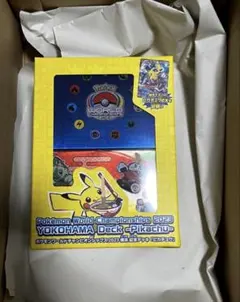 Pokémon
Pokémon World Championships 2023
YOKOHAMA Deck -Pikachu-
ポケモンワールドチャンピオンシップス2023 横浜 記念デッキ「ピカチュウ」